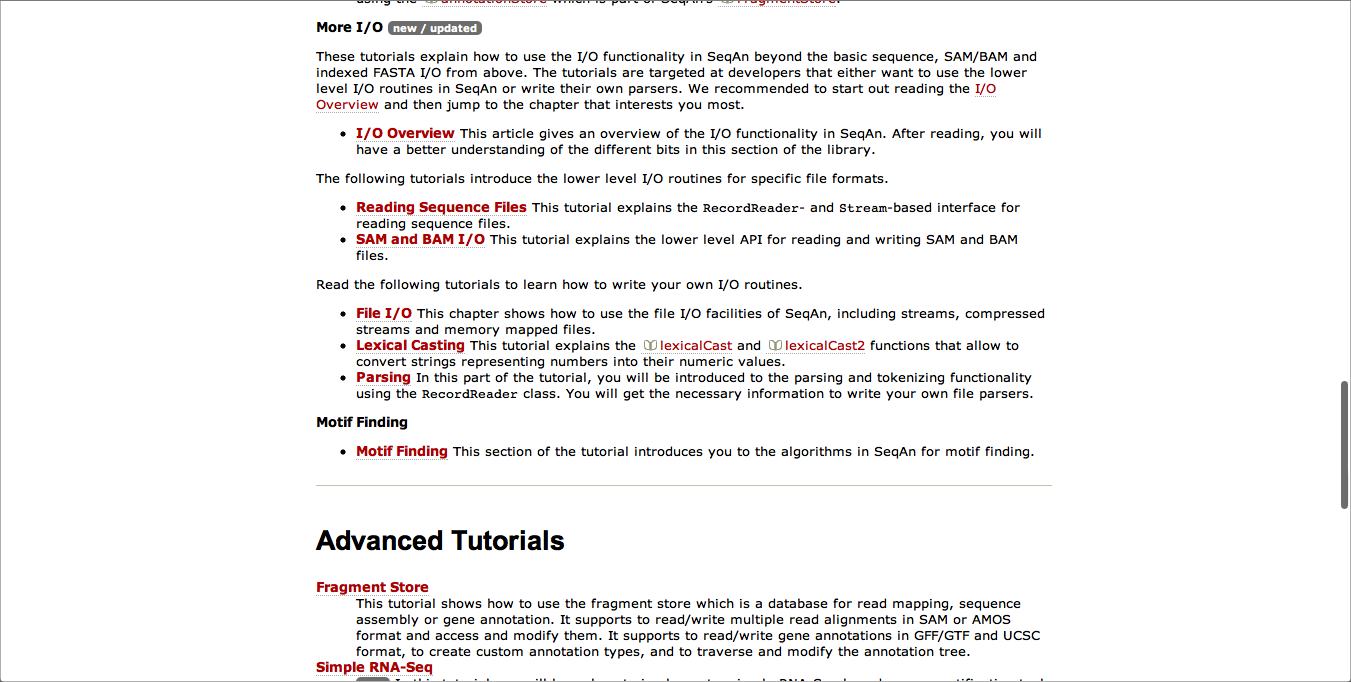 using the annotationStore which is part of SeqAn's FragmentStore.
More I/O new / updated
These tutorials explain how to use the I/O functionality in SeqAn beyond the basic sequence, SAM/BAM and
indexed FASTA I/O from above. The tutorials are targeted at developers that either want to use the lower
level I/O routines in SeqAn or write their own parsers. We recommended to start out reading the I/O
Overview and then jump to the chapter that interests you most.
• I/O Overview This article gives an overview of the I/O functionality in SeqAn. After reading, you will
have a better understanding of the different bits in this section of the library.
The following tutorials introduce the lower level I/O routines for specific file formats.
• Reading Sequence Files This tutorial explains the RecordReader- and Stream-based interface for
reading sequence files.
• SAM and BAM I/O This tutorial explains the lower level API for reading and writing SAM and BAM
files.
Read the following tutorials to learn how to write your own I/O routines.
• File I/O This chapter shows how to use the file I/O facilities of SeqAn, including streams, compressed
streams and memory mapped files.
• Lexical Casting This tutorial explains the lexicalCast and lexicalCast2 functions that allow to
convert strings representing numbers into their numeric values.
• Parsing In this part of the tutorial, you will be introduced to the parsing and tokenizing functionality
using the RecordReader class. You will get the necessary information to write your own file parsers.
Motif Finding
• Motif Finding This section of the tutorial introduces you to the algorithms in SeqAn for motif finding.
Advanced Tutorials
Fragment Store
This tutorial shows how to use the fragment store which is a database for read mapping, sequence
assembly or gene annotation. It supports to read/write multiple read alignments in SAM or AMOS
format and access and modify them. It supports to read/write gene annotations in GFF/GTF and UCSC
format, to create custom annotation types, and to traverse and modify the annotation tree.
Simple RNA-Seq